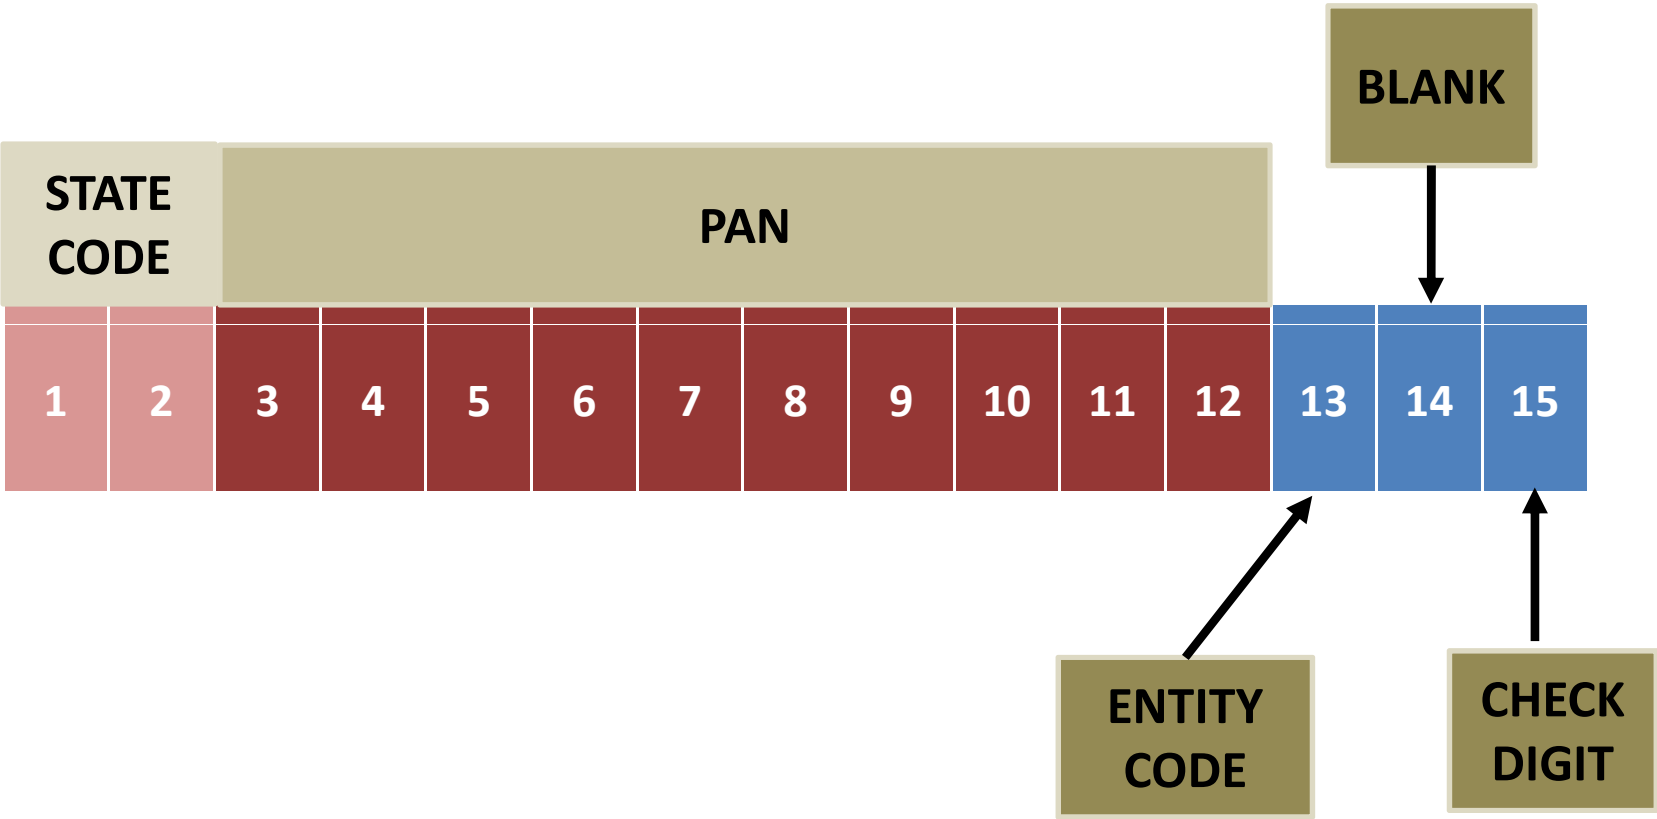 BLANK
STATE
CODE
PAN
1 2 3 4 5 6 7 8 9 10 11 12 13 14 15
ENTITY
CODE
CHECK
DIGIT